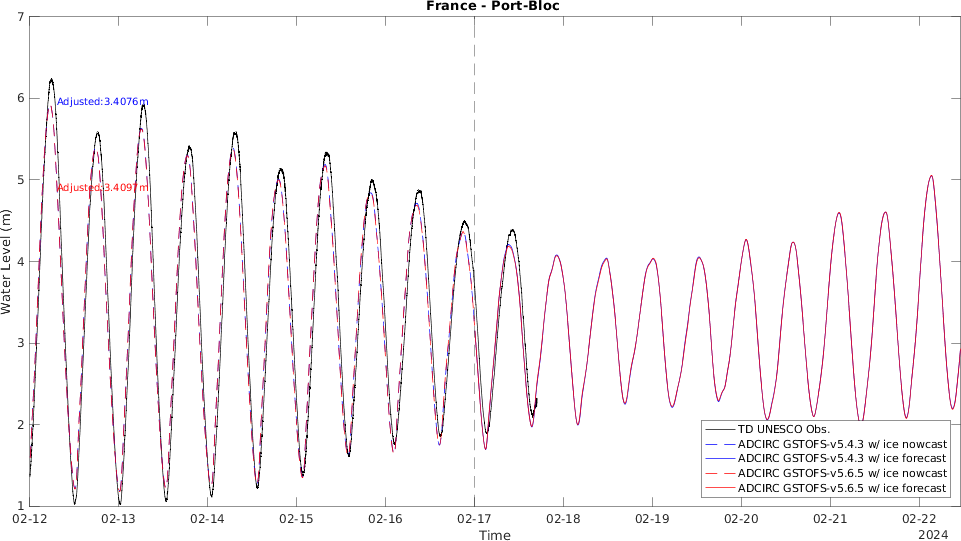 France - Port-Bloc
7
6
5
4
3
2
1
Water Level (m)
Adjusted:3.4076m
Adjusted:3.4097m
TD UNESCO Obs.
ADCIRC GSTOFS-v5.4.3 w/ ice nowcast
ADCIRC GSTOFS-v5.4.3 w/ ice forecast
ADCIRC GSTOFS-v5.6.5 w/ ice nowcast
ADCIRC GSTOFS-v5.6.5 w/ ice forecast
02-12 02-13 02-14 02-15 02-16 02-17 02-18 02-19 02-20 02-21 02-22
Time
2024